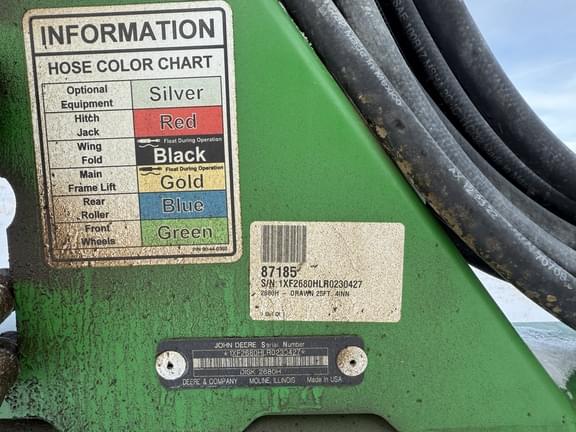 INFORMATION
HOSE COLOR CHART
Optional Equipment Silver
Hitch Jack Red
Float During Operation
Wing Fold Black
Float During Operation
Main Frame Lift Gold
Rear Roller Blue
Front Wheels Green
87185
S/N:1XF2680HLR0230427
2680H - DRAWN 25FT. 4INN
JOHN DEERE Serial Number
*1XF2680HLR0230427*
DISK 2680H
DEERE & COMPANY MOLINE, ILLINOIS Made in USA